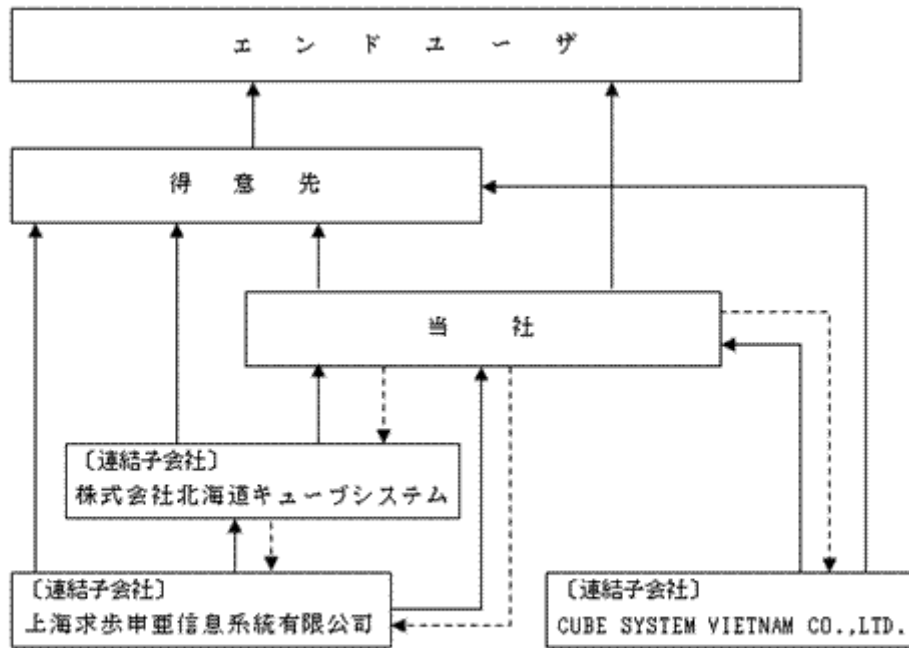 エンドユーザ
得意先
当社
〔連結子会社〕
株式会社北海道キューブシステム
〔連結子会社〕
上海求歩申亜信息系統有限公司
〔連結子会社〕
CUBE SYSTEM VIETNAM CO.,LTD.